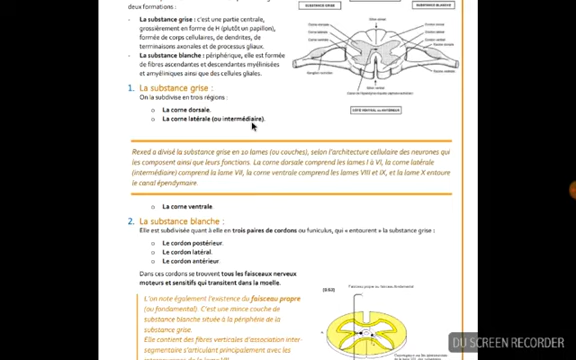 deux formations :
- La substance grise : c'est une partie centrale,
grossièrement en forme de H (plutôt un papillon),
formée de corps cellulaires, de dendrites, de
terminaisons axonales et de processus gliaux.
- La substance blanche : périphérique, elle est formée
de fibres ascendantes et descendantes myélinisées
et amyéliniques ainsi que des cellules gliales.
SUBSTANCE GRISE
SUBSTANCE BLANCHE
CÔTÉ VENTRAL ou ANTÉRIEUR
1. La substance grise :
On la subdivise en trois régions :
o La corne dorsale.
o La corne latérale (ou intermédiaire).
Rexed a divisé la substance grise en 10 lames (ou couches), selon l'architecture cellulaire des neurones qui
les composent ainsi que leurs fonctions. La corne dorsale comprend les lames I à VI, la corne latérale
(intermédiaire) comprend la lame VII, la corne ventrale comprend les lames VIII et IX, et la lame X entoure
le canal épendymaire.
o La corne ventrale.
2. La substance blanche :
Elle est subdivisée quant à elle en trois paires de cordons ou funiculus, qui « entourent » la substance grise :
o Le cordon postérieur.
o Le cordon latéral.
o Le cordon antérieur.
Dans ces cordons se trouvent tous les faisceaux nerveux
moteurs et sensitifs qui transitent dans la moelle.
L'on note également l'existence du faisceau propre
(ou fondamental). C'est une mince couche de
substance blanche située à la périphérie de la
substance grise.
Elle contient des fibres verticales d'association inter
segmentaire s'articulant principalement avec les
DU SCREEN RECORDER